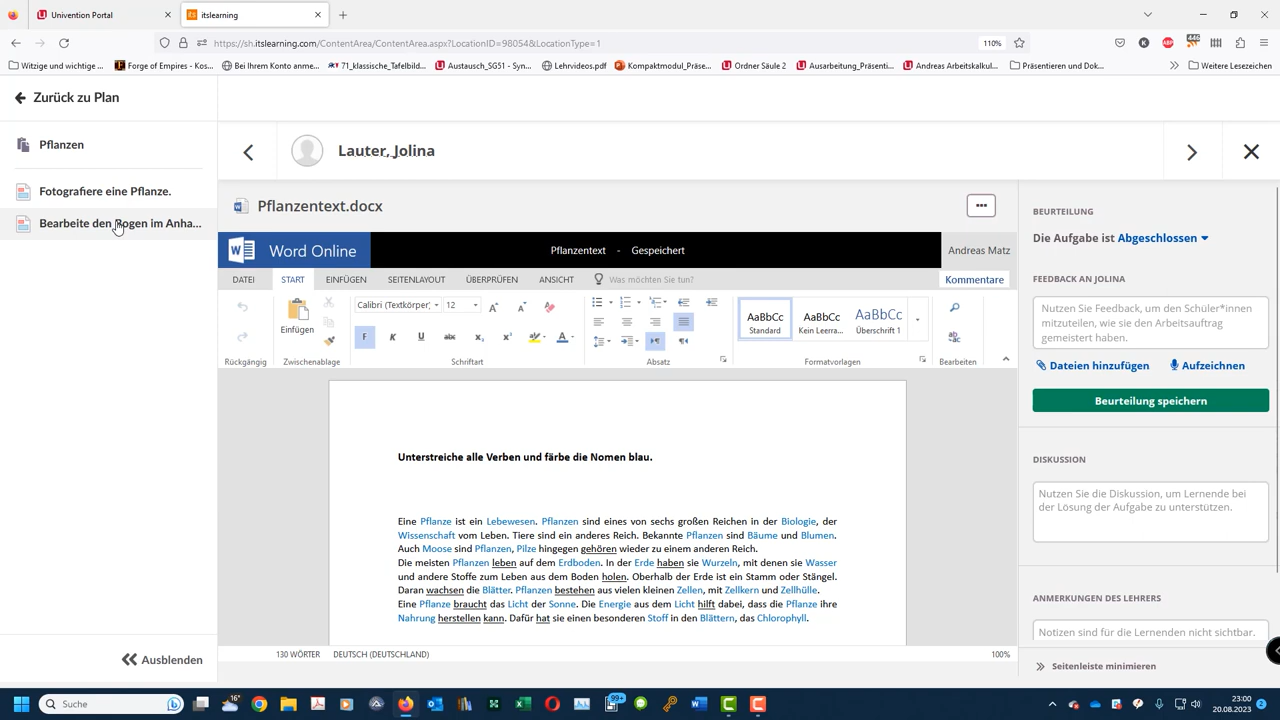 Univention Portal
itslearning
https://sh.itslearning.com/ContentArea/ContentArea.aspx?LocationID=98054&LocationType=1
110%
Witzige und wichtige ...
Forge of Empires - Kos...
Bei Ihrem Konto anme...
71_klassische_Tafelbild...
Austausch_SG51 - Syn...
Lehrvideos.pdf
Kompaktmodul_Präse...
Ordner Säule 2
Ausarbeitung_Präsenti...
Andreas Arbeitskalkul...
Präsentieren und Dok...
Weitere Lesezeichen
Zurück zu Plan
Pflanzen
Fotografiere eine Pflanze.
Bearbeite den Bogen im Anha...
Ausblenden
Lauter, Jolina
Pflanzentext.docx
Word Online
Pflanzentext - Gespeichert
Andreas Matz
DATEI START EINFÜGEN SEITENLAYOUT ÜBERPRÜFEN ANSICHT Was möchten Sie tun?
Kommentare
Calibri (Textkörper) 12
Einfügen
F K U abc x₂ x²
AaBbCc AaBbCc AaBbCc
Standard Kein Leerra... Überschrift 1
Rückgängig Zwischenablage Schriftart Absatz Formatvorlagen Bearbeiten
Unterstreiche alle Verben und färbe die Nomen blau.
Eine Pflanze ist ein Lebewesen. Pflanzen sind eines von sechs großen Reichen in der Biologie, der
Wissenschaft vom Leben. Tiere sind ein anderes Reich. Bekannte Pflanzen sind Bäume und Blumen.
Auch Moose sind Pflanzen, Pilze hingegen gehören wieder zu einem anderen Reich.
Die meisten Pflanzen leben auf dem Erdboden. In der Erde haben sie Wurzeln, mit denen sie Wasser
und andere Stoffe zum Leben aus dem Boden holen. Oberhalb der Erde ist ein Stamm oder Stängel.
Daran wachsen die Blätter. Pflanzen bestehen aus vielen kleinen Zellen, mit Zellkern und Zellhülle.
Eine Pflanze braucht das Licht der Sonne. Die Energie aus dem Licht hilft dabei, dass die Pflanze ihre
Nahrung herstellen kann. Dafür hat sie einen besonderen Stoff in den Blättern, das Chlorophyll.
130 WÖRTER DEUTSCH (DEUTSCHLAND)
100%
BEURTEILUNG
Die Aufgabe ist Abgeschlossen
FEEDBACK AN JOLINA
Nutzen Sie Feedback, um den Schüler*innen
mitzuteilen, wie sie den Arbeitsauftrag
gemeistert haben.
Dateien hinzufügen Aufzeichnen
Beurteilung speichern
DISKUSSION
Nutzen Sie die Diskussion, um Lernende bei
der Lösung der Aufgabe zu unterstützen.
ANMERKUNGEN DES LEHRERS
Notizen sind für die Lernenden nicht sichtbar.
Seitenleiste minimieren
Suche
16°
99+
23:00
20.08.2023